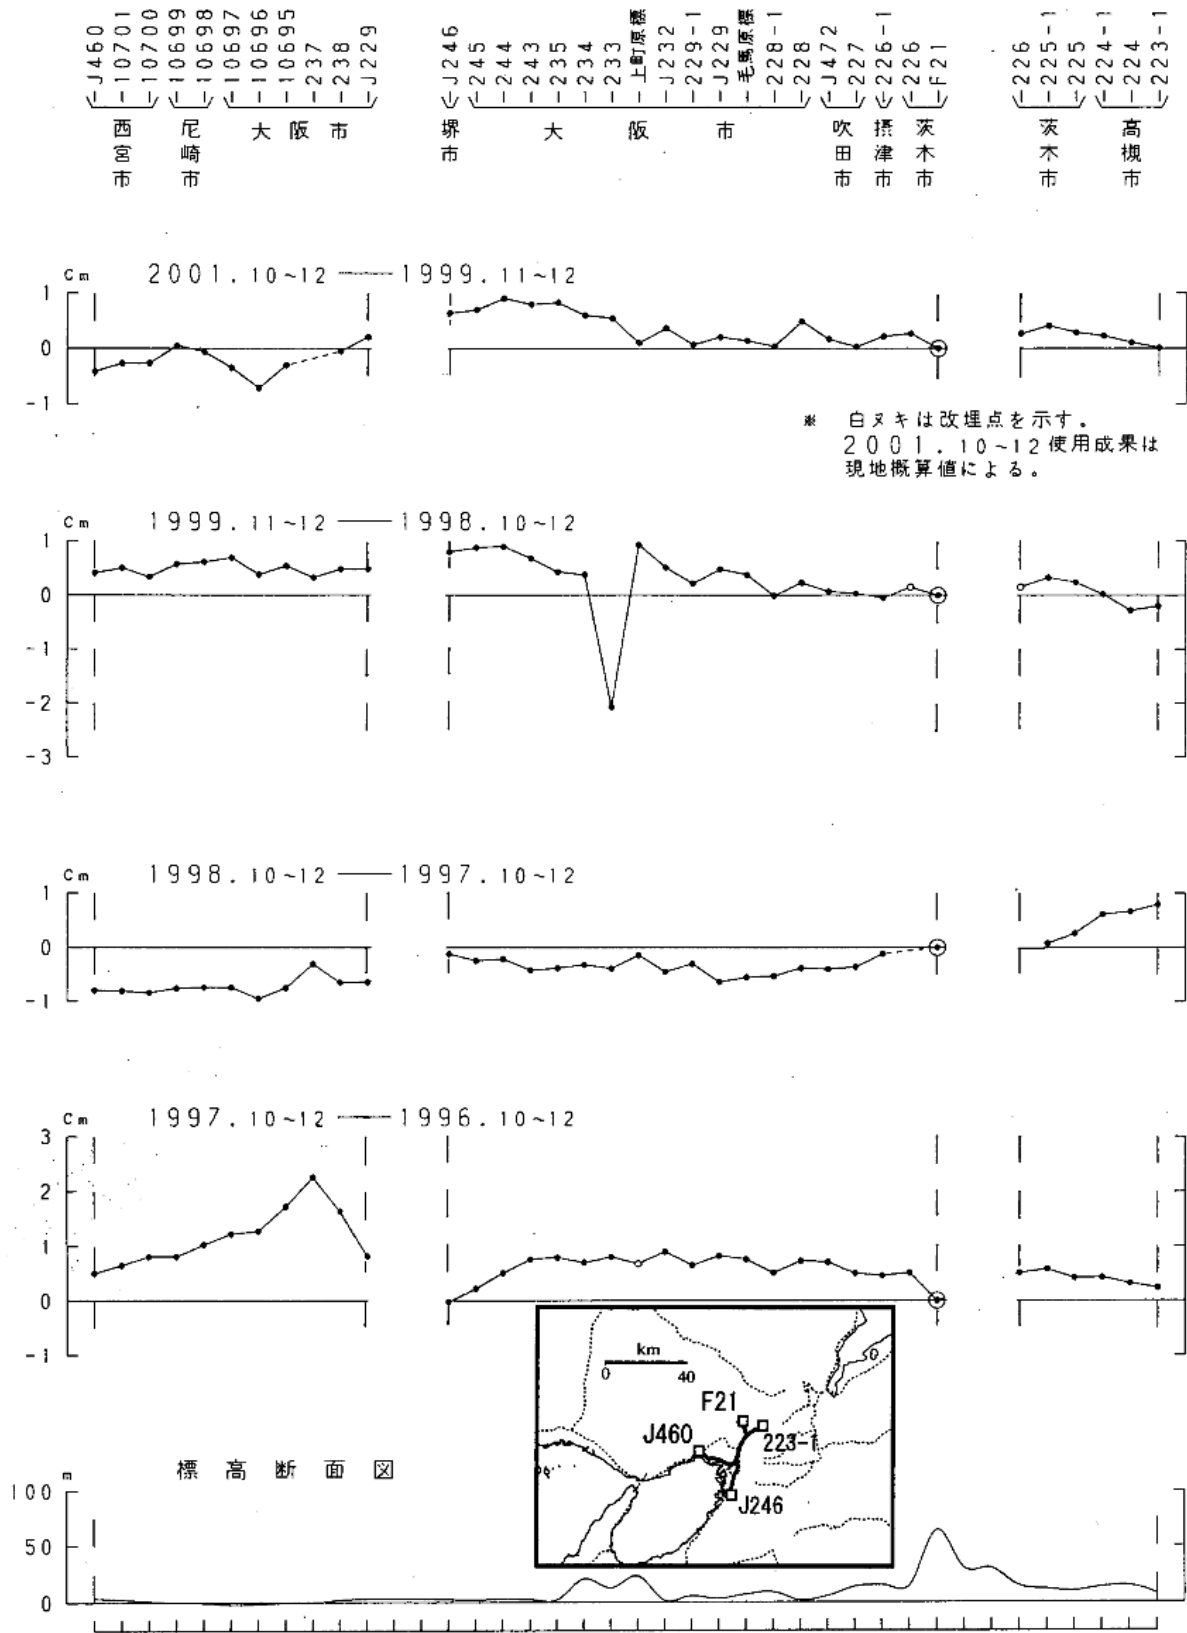 J460
10701
10700
10699
10698
10697
10696
10695
237
238
J229
J246
245
244
243
235
234
233
上町原標
J232
229-1
J229
毛馬原標
228-1
228
J472
227
226-1
226
F21
226
225-1
225
224-1
224
223-1
西宮市
尼崎市
大阪市
堺市
大阪市
吹田市
摂津市
茨木市
茨木市
高槻市
Cm 2001.10~12 —— 1999.11~12
1
0
-1
※ 白ヌキは改埋点を示す。
2001.10~12使用成果は
現地概算値による。
Cm 1999.11~12 —— 1998.10~12
1
0
-1
-2
-3
Cm 1998.10~12 —— 1997.10~12
1
0
-1
Cm 1997.10~12 —— 1996.10~12
3
2
1
0
-1
km
0 40
F21
J460
223-1
J246
m 標高断面図
100
50
0